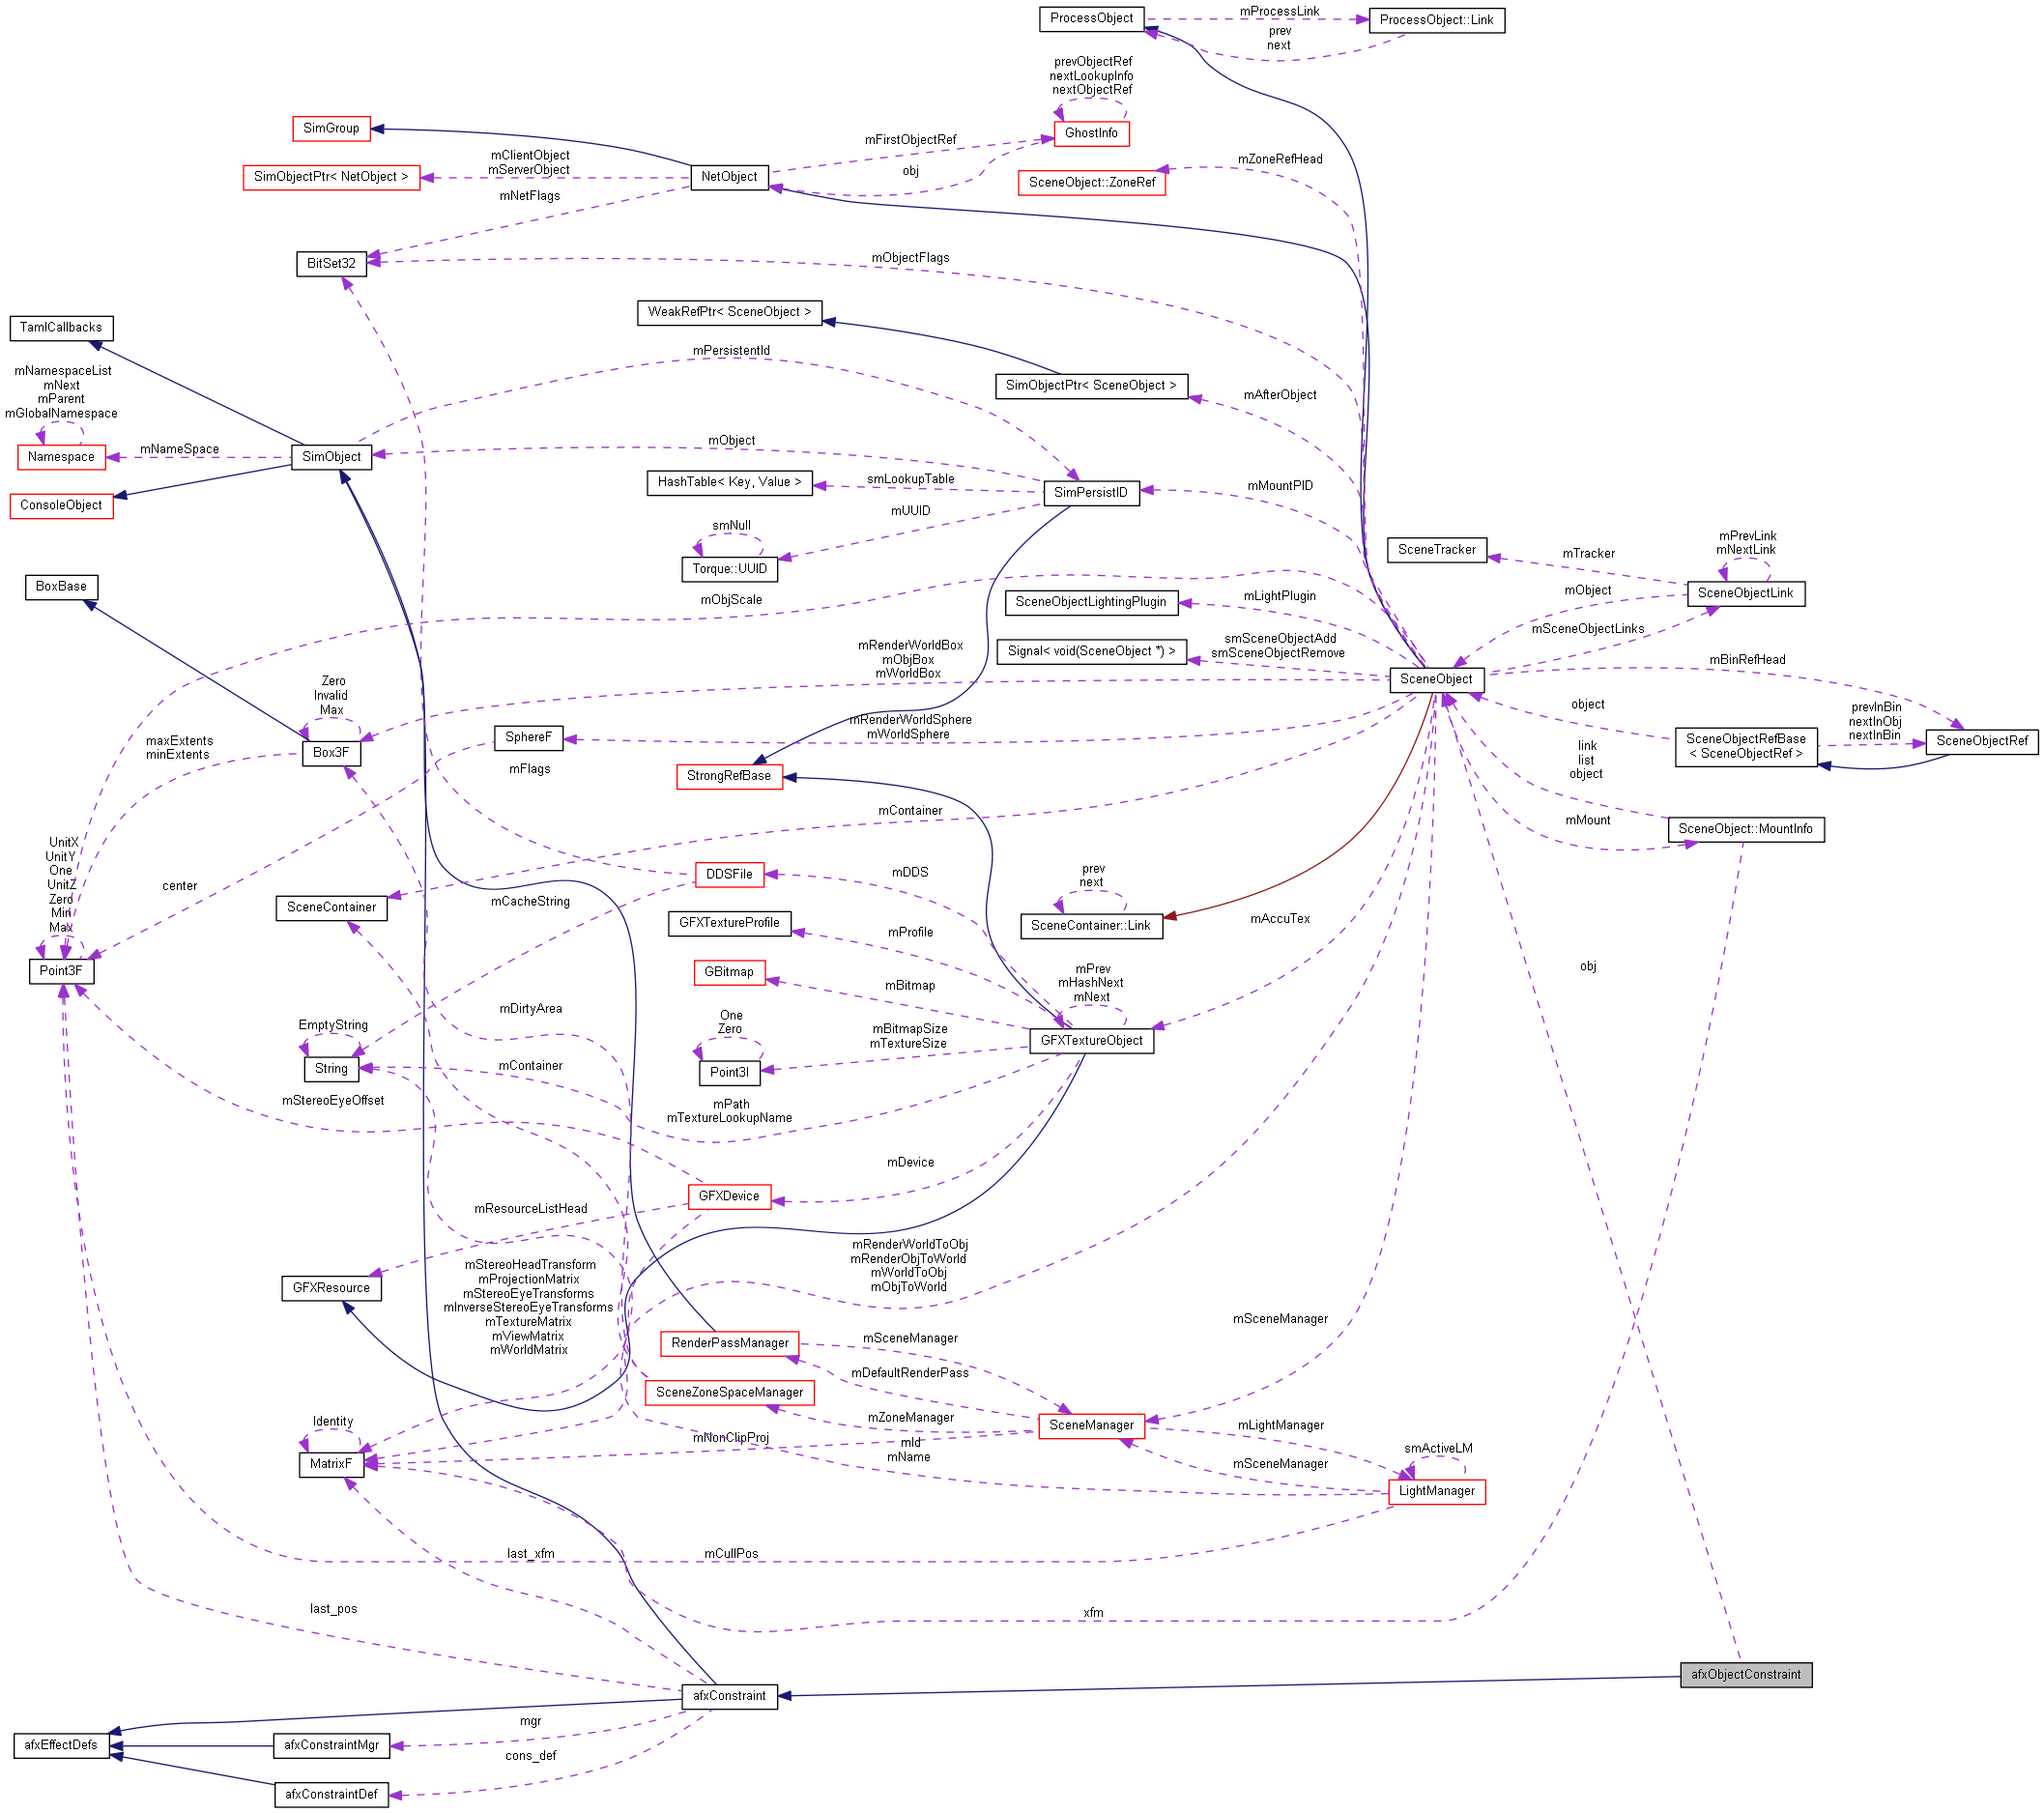 ProcessObject
mProcessLink
ProcessObject::Link
prev
next
prevObjectRef
nextLookupInfo
nextObjectRef
SimGroup
GhostInfo
mFirstObjectRef
mClientObject
mServerObject
SimObjectPtr< NetObject >
NetObject
obj
mZoneRefHead
SceneObject::ZoneRef
mNetFlags
BitSet32
mObjectFlags
TamlCallbacks
WeakRefPtr< SceneObject >
mPersistentId
mNamespaceList
mNext
mParent
mGlobalNamespace
SimObjectPtr< SceneObject >
mAfterObject
Namespace
mNameSpace
SimObject
mObject
HashTable< Key, Value >
smLookupTable
SimPersistID
mMountPID
ConsoleObject
mUUID
smNull
Torque::UUID
SceneTracker
mTracker
mPrevLink
mNextLink
SceneObjectLink
BoxBase
mObjScale
SceneObjectLightingPlugin
mLightPlugin
mObject
mSceneObjectLinks
Signal< void(SceneObject *) >
smSceneObjectAdd
smSceneObjectRemove
mRenderWorldBox
mObjBox
mWorldBox
SceneObject
mBinRefHead
Zero
Invalid
Max
Box3F
maxExtents
minExtents
SphereF
mRenderWorldSphere
mWorldSphere
object
SceneObjectRefBase
< SceneObjectRef >
prevInBin
nextInObj
nextInBin
SceneObjectRef
mFlags
StrongRefBase
link
list
object
mContainer
mMount
SceneObject::MountInfo
UnitX
UnitY
One
UnitZ
Zero
Min
Max
Point3F
center
SceneContainer
mCacheString
DDSFile
mDDS
prev
next
SceneContainer::Link
GFXTextureProfile
mProfile
mAccuTex
GBitmap
mBitmap
mPrev
mHashNext
mNext
GFXTextureObject
obj
mDirtyArea
EmptyString
String
mContainer
One
Zero
Point3I
mBitmapSize
mTextureSize
mStereoEyeOffset
mPath
mTextureLookupName
mDevice
GFXDevice
mResourceListHead
GFXResource
mStereoHeadTransform
mProjectionMatrix
mStereoEyeTransforms
mInverseStereoEyeTransforms
mTextureMatrix
mViewMatrix
mWorldMatrix
mRenderWorldToObj
mRenderObjToWorld
mWorldToObj
mObjToWorld
RenderPassManager
mSceneManager
mSceneManager
mDefaultRenderPass
SceneZoneSpaceManager
mZoneManager
SceneManager
mLightManager
Identity
MatrixF
mNonClipProj
mId
mName
mSceneManager
smActiveLM
LightManager
last_xfm
mCullPos
last_pos
xfm
afxObjectConstraint
afxConstraint
mgr
afxEffectDefs
afxConstraintMgr
cons_def
afxConstraintDef